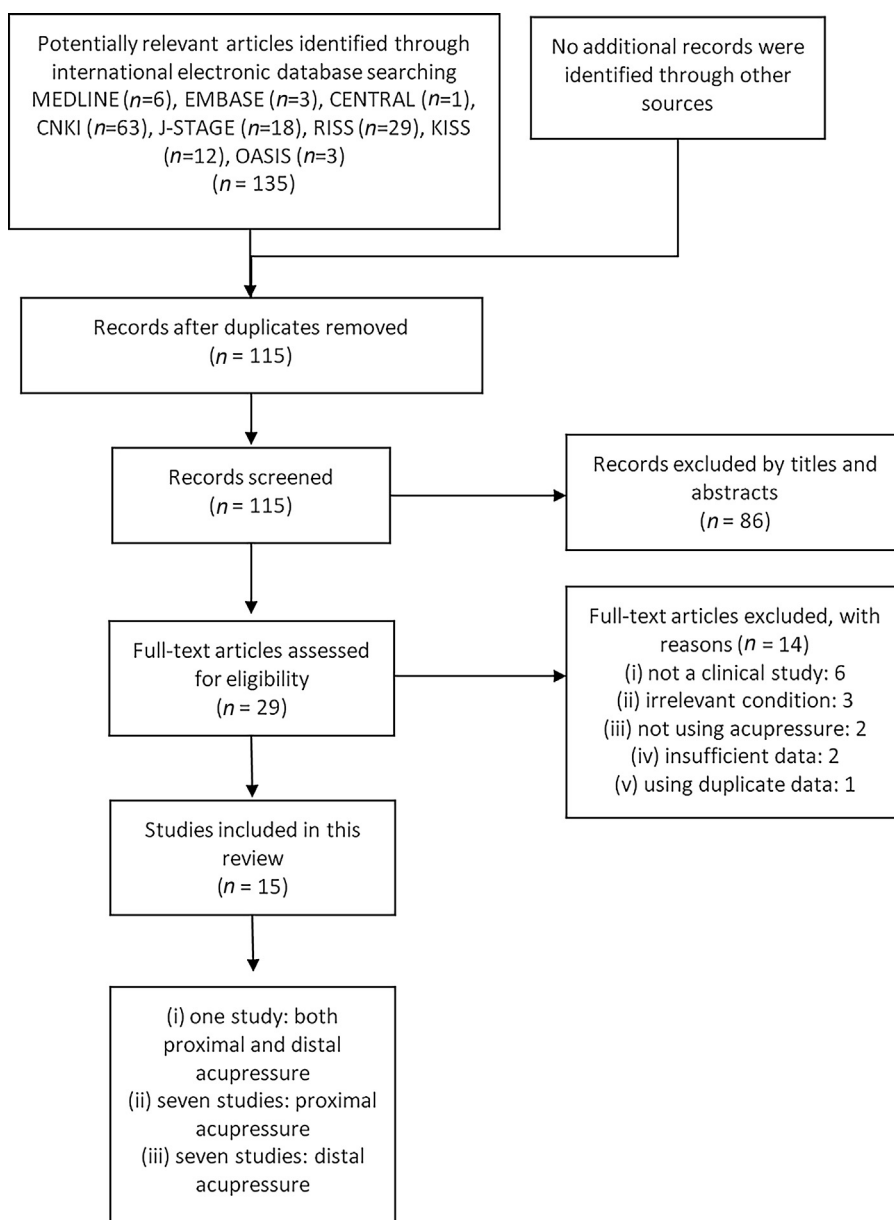 Potentially relevant articles identified through
international electronic database searching
MEDLINE (n=6), EMBASE (n=3), CENTRAL (n=1),
CNKI (n=63), J-STAGE (n=18), RISS (n=29), KISS
(n=12), OASIS (n=3)
(n = 135)
No additional records were
identified through other
sources
Records after duplicates removed
(n = 115)
Records screened
(n = 115)
Records excluded by titles and
abstracts
(n = 86)
Full-text articles assessed
for eligibility
(n = 29)
Full-text articles excluded, with
reasons (n = 14)
(i) not a clinical study: 6
(ii) irrelevant condition: 3
(iii) not using acupressure: 2
(iv) insufficient data: 2
(v) using duplicate data: 1
Studies included in this
review
(n = 15)
(i) one study: both
proximal and distal
acupressure
(ii) seven studies: proximal
acupressure
(iii) seven studies: distal
acupressure